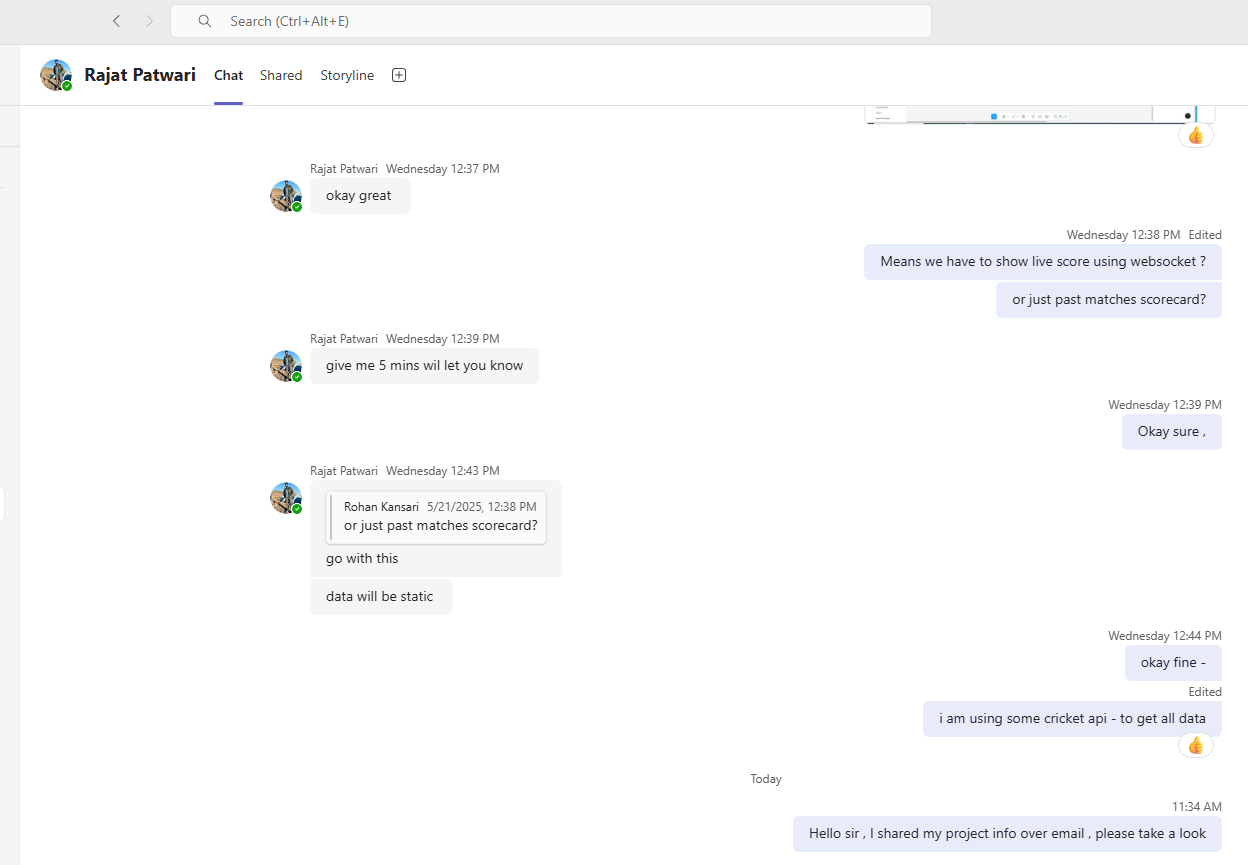 Search (Ctrl+Alt+E)
Rajat Patwari Chat Shared Storyline
Rajat Patwari Wednesday 12:37 PM
okay great
Wednesday 12:38 PM Edited
Means we have to show live score using websocket ?
or just past matches scorecard?
Rajat Patwari Wednesday 12:39 PM
give me 5 mins wil let you know
Wednesday 12:39 PM
Okay sure ,
Rajat Patwari Wednesday 12:43 PM
Rohan Kansari 5/21/2025, 12:38 PM
or just past matches scorecard?
go with this
data will be static
Wednesday 12:44 PM
okay fine -
Edited
i am using some cricket api - to get all data
Today
11:34 AM
Hello sir , I shared my project info over email , please take a look